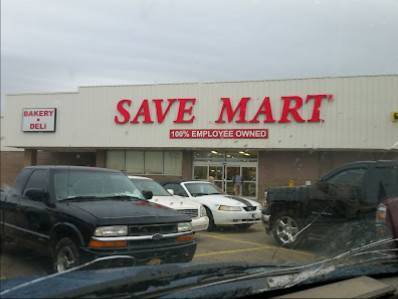 BAKERY
DELI
SAVE MART
100% EMPLOYEE OWNED